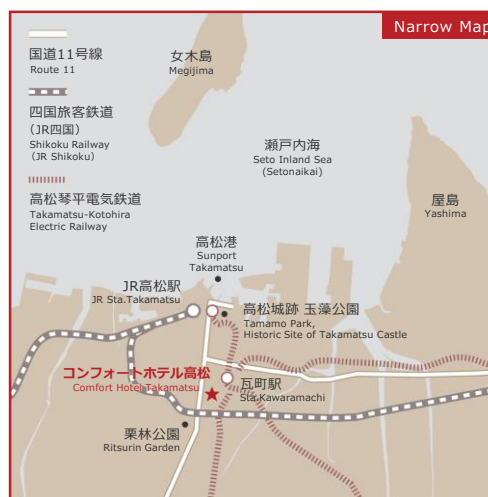 Narrow Map
国道11号線
Route 11
四国旅客鉄道
（JR四国）
Shikoku Railway
（JR Shikoku）
高松琴平電気鉄道
Takamatsu-Kotohira
Electric Railway
女木島
Megijima
瀬戸内海
Seto Inland Sea
(Setonaikai)
屋島
Yashima
高松港
Sunport
Takamatsu
JR高松駅
JR Sta.Takamatsu
高松城跡 玉藻公園
Tamamo Park,
Historic Site of Takamatsu Castle
コンフォートホテル高松
Comfort Hotel Takamatsu
瓦町駅
Sta.Kawaramachi
栗林公園
Ritsurin Garden